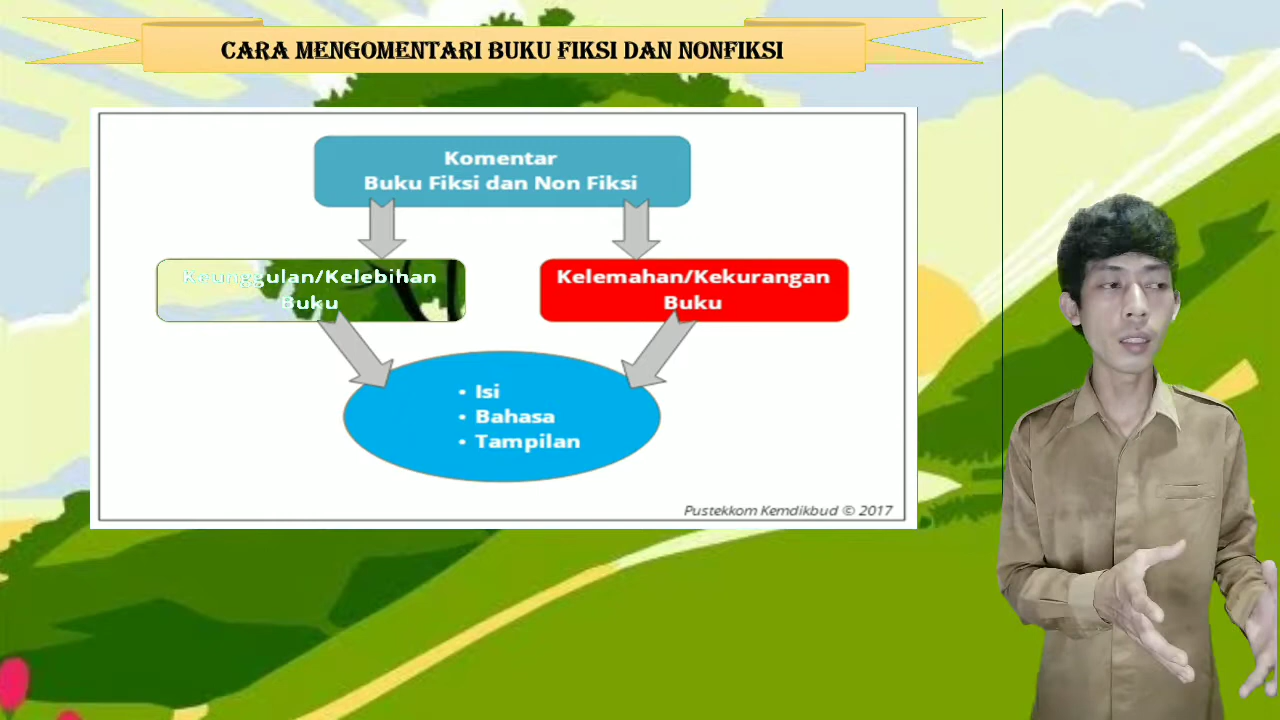 CARA MENGOMENTARI BUKU FIKSI DAN NONFIKSI
Komentar
Buku Fiksi dan Non Fiksi
Keunggulan/Kelebihan
Buku
Kelemahan/Kekurangan
Buku
• Isi
• Bahasa
• Tampilan
Pustekkom Kemdikbud © 2017